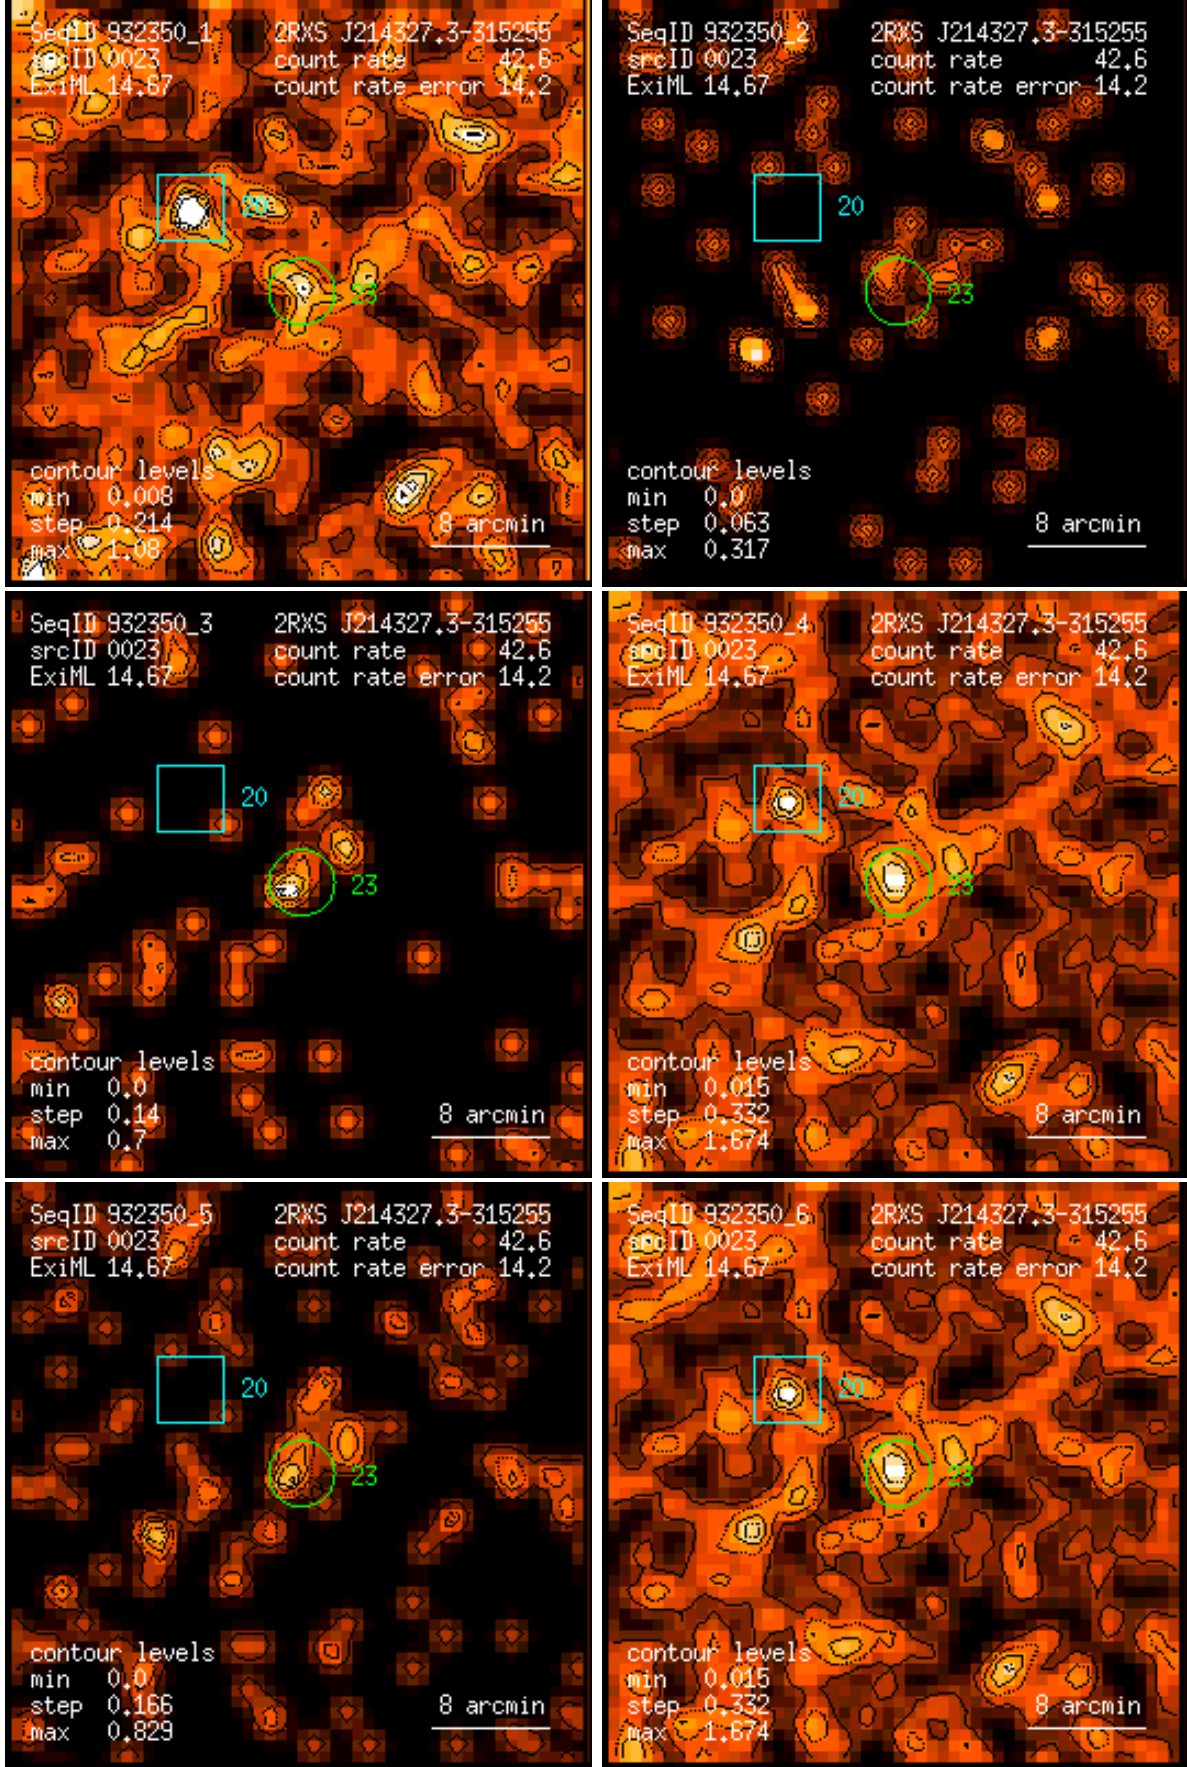 SeqID 932350_1 2RXS J214327.3-315255
srcID 0023 count rate 42.6
ExiML 14.67 count rate error 14.2
20
23
contour levels
min 0.008
step 0.214 8 arcmin
max 1.08
SeqID 932350_2 2RXS J214327.3-315255
srcID 0023 count rate 42.6
ExiML 14.67 count rate error 14.2
20
23
contour levels
min 0.0
step 0.063 8 arcmin
max 0.317
SeqID 932350_3 2RXS J214327.3-315255
srcID 0023 count rate 42.6
ExiML 14.67 count rate error 14.2
20
23
contour levels
min 0.0
step 0.14 8 arcmin
max 0.7
SeqID 932350_4 2RXS J214327.3-315255
srcID 0023 count rate 42.6
ExiML 14.67 count rate error 14.2
20
23
contour levels
min 0.015
step 0.332 8 arcmin
max 1.674
SeqID 932350_5 2RXS J214327.3-315255
srcID 0023 count rate 42.6
ExiML 14.67 count rate error 14.2
20
23
contour levels
min 0.0
step 0.166 8 arcmin
max 0.829
SeqID 932350_6 2RXS J214327.3-315255
srcID 0023 count rate 42.6
ExiML 14.67 count rate error 14.2
20
23
contour levels
min 0.015
step 0.332 8 arcmin
max 1.674